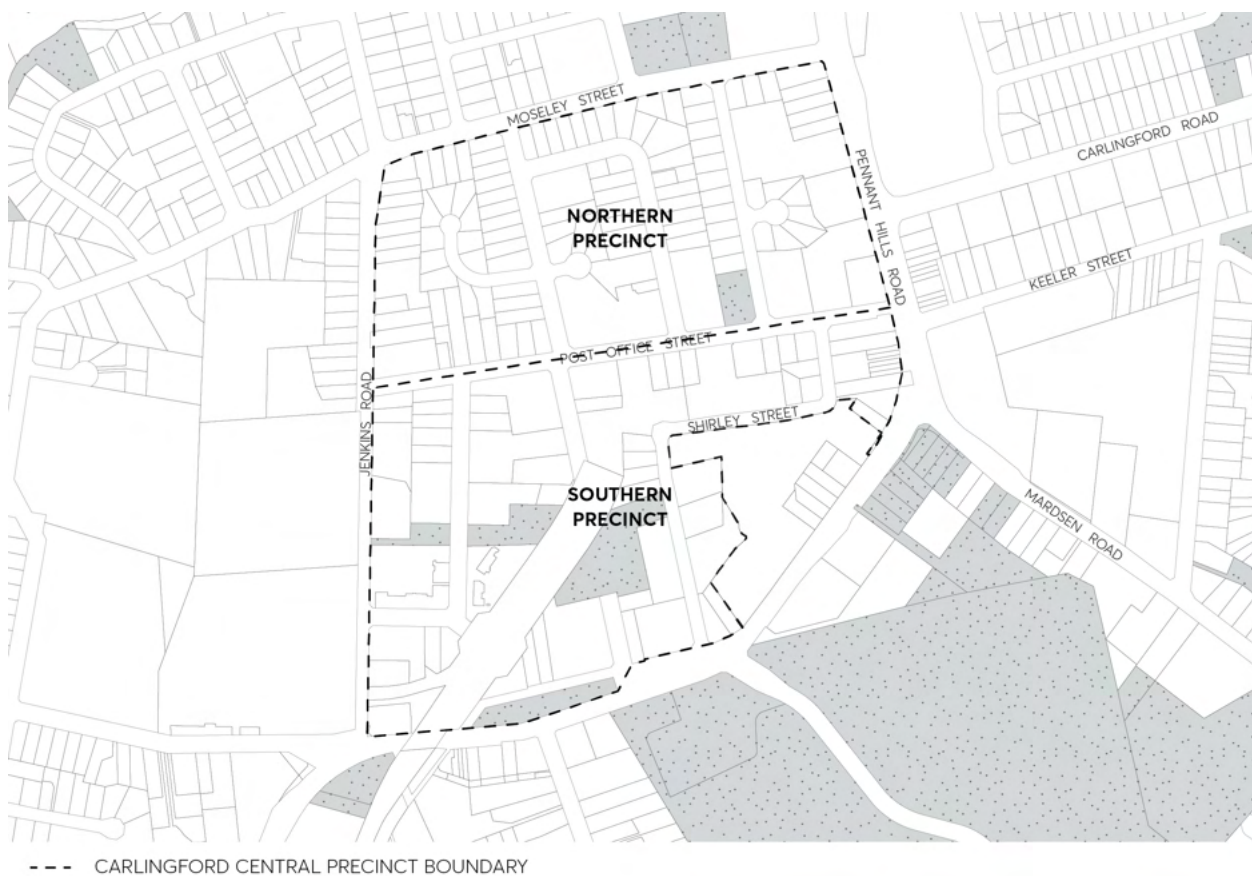 MOSELEY STREET
CARLINGFORD ROAD
PENNANT HILLS ROAD
NORTHERN
PRECINCT
KEELER STREET
POST OFFICE STREET
JENKINS ROAD
SHIRLEY STREET
SOUTHERN
PRECINCT
MARDSEN ROAD
CARLINGFORD CENTRAL PRECINCT BOUNDARY